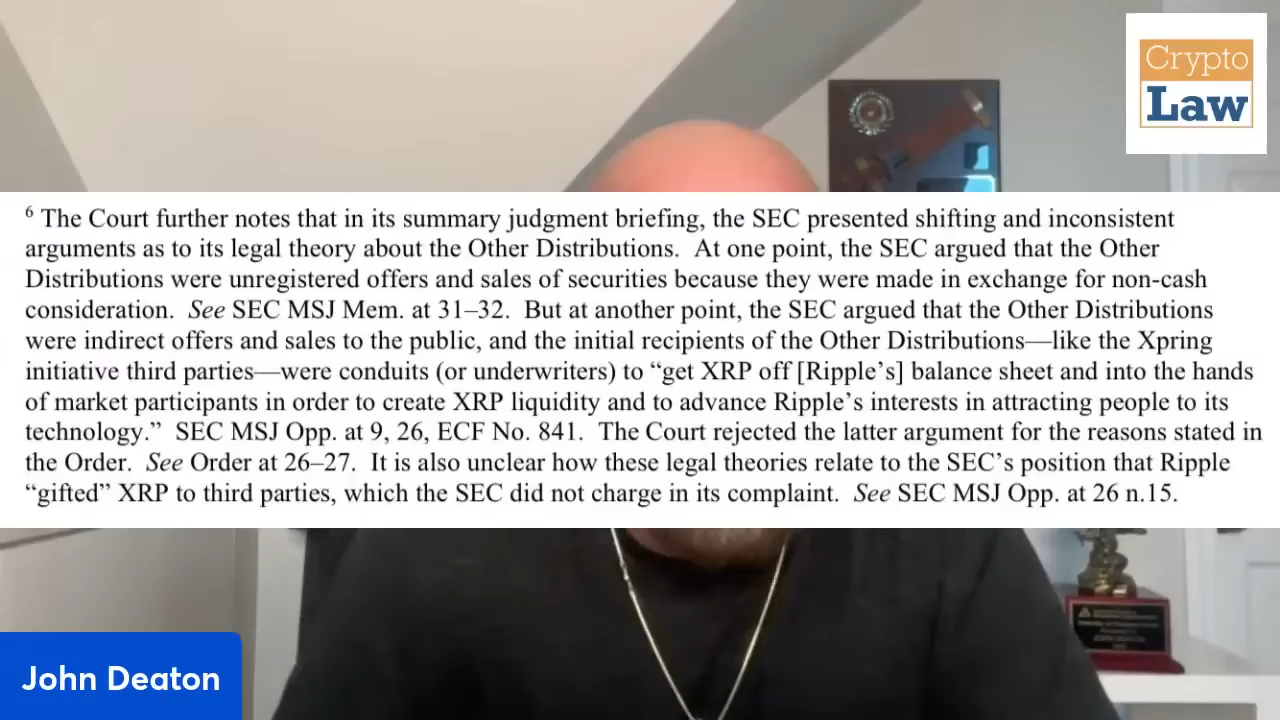 Crypto
Law
6 The Court further notes that in its summary judgment briefing, the SEC presented shifting and inconsistent
arguments as to its legal theory about the Other Distributions. At one point, the SEC argued that the Other
Distributions were unregistered offers and sales of securities because they were made in exchange for non-cash
consideration. See SEC MSJ Mem. at 31–32. But at another point, the SEC argued that the Other Distributions
were indirect offers and sales to the public, and the initial recipients of the Other Distributions—like the Xpring
initiative third parties—were conduits (or underwriters) to “get XRP off [Ripple’s] balance sheet and into the hands
of market participants in order to create XRP liquidity and to advance Ripple’s interests in attracting people to its
technology.” SEC MSJ Opp. at 9, 26, ECF No. 841. The Court rejected the latter argument for the reasons stated in
the Order. See Order at 26–27. It is also unclear how these legal theories relate to the SEC’s position that Ripple
“gifted” XRP to third parties, which the SEC did not charge in its complaint. See SEC MSJ Opp. at 26 n.15.
John Deaton